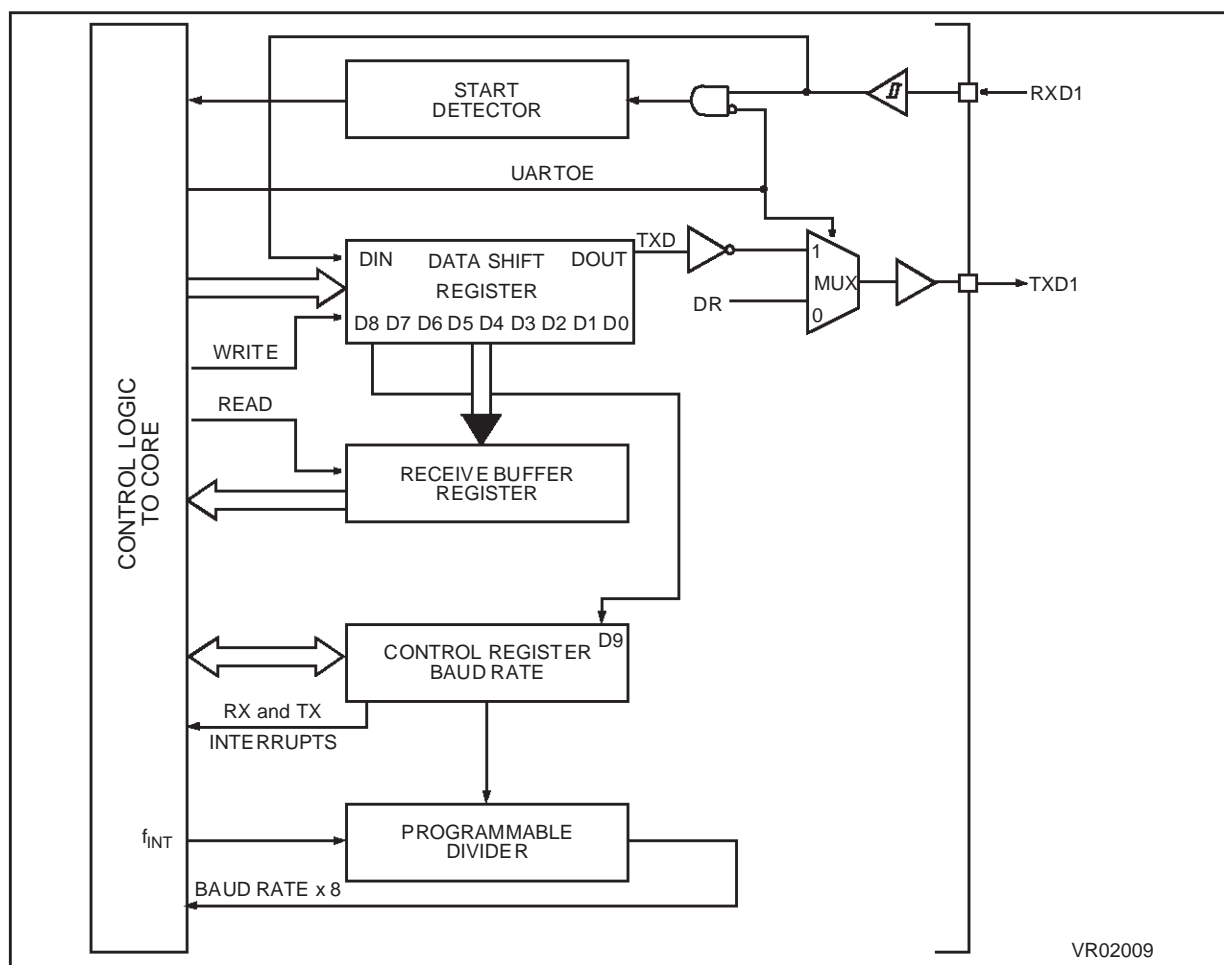 START
DETECTOR
RXD1
UARTOE
TXD
DIN DATA SHIFT DOUT
REGISTER
D8 D7 D6 D5 D4 D3 D2 D1 D0
1
MUX
0
DR
TXD1
WRITE
READ
CONTROL LOGIC
TO CORE
RECEIVE BUFFER
REGISTER
D9
CONTROL REGISTER
BAUD RATE
RX and TX
INTERRUPTS
fINT
PROGRAMMABLE
DIVIDER
BAUD RATE x 8
VR02009